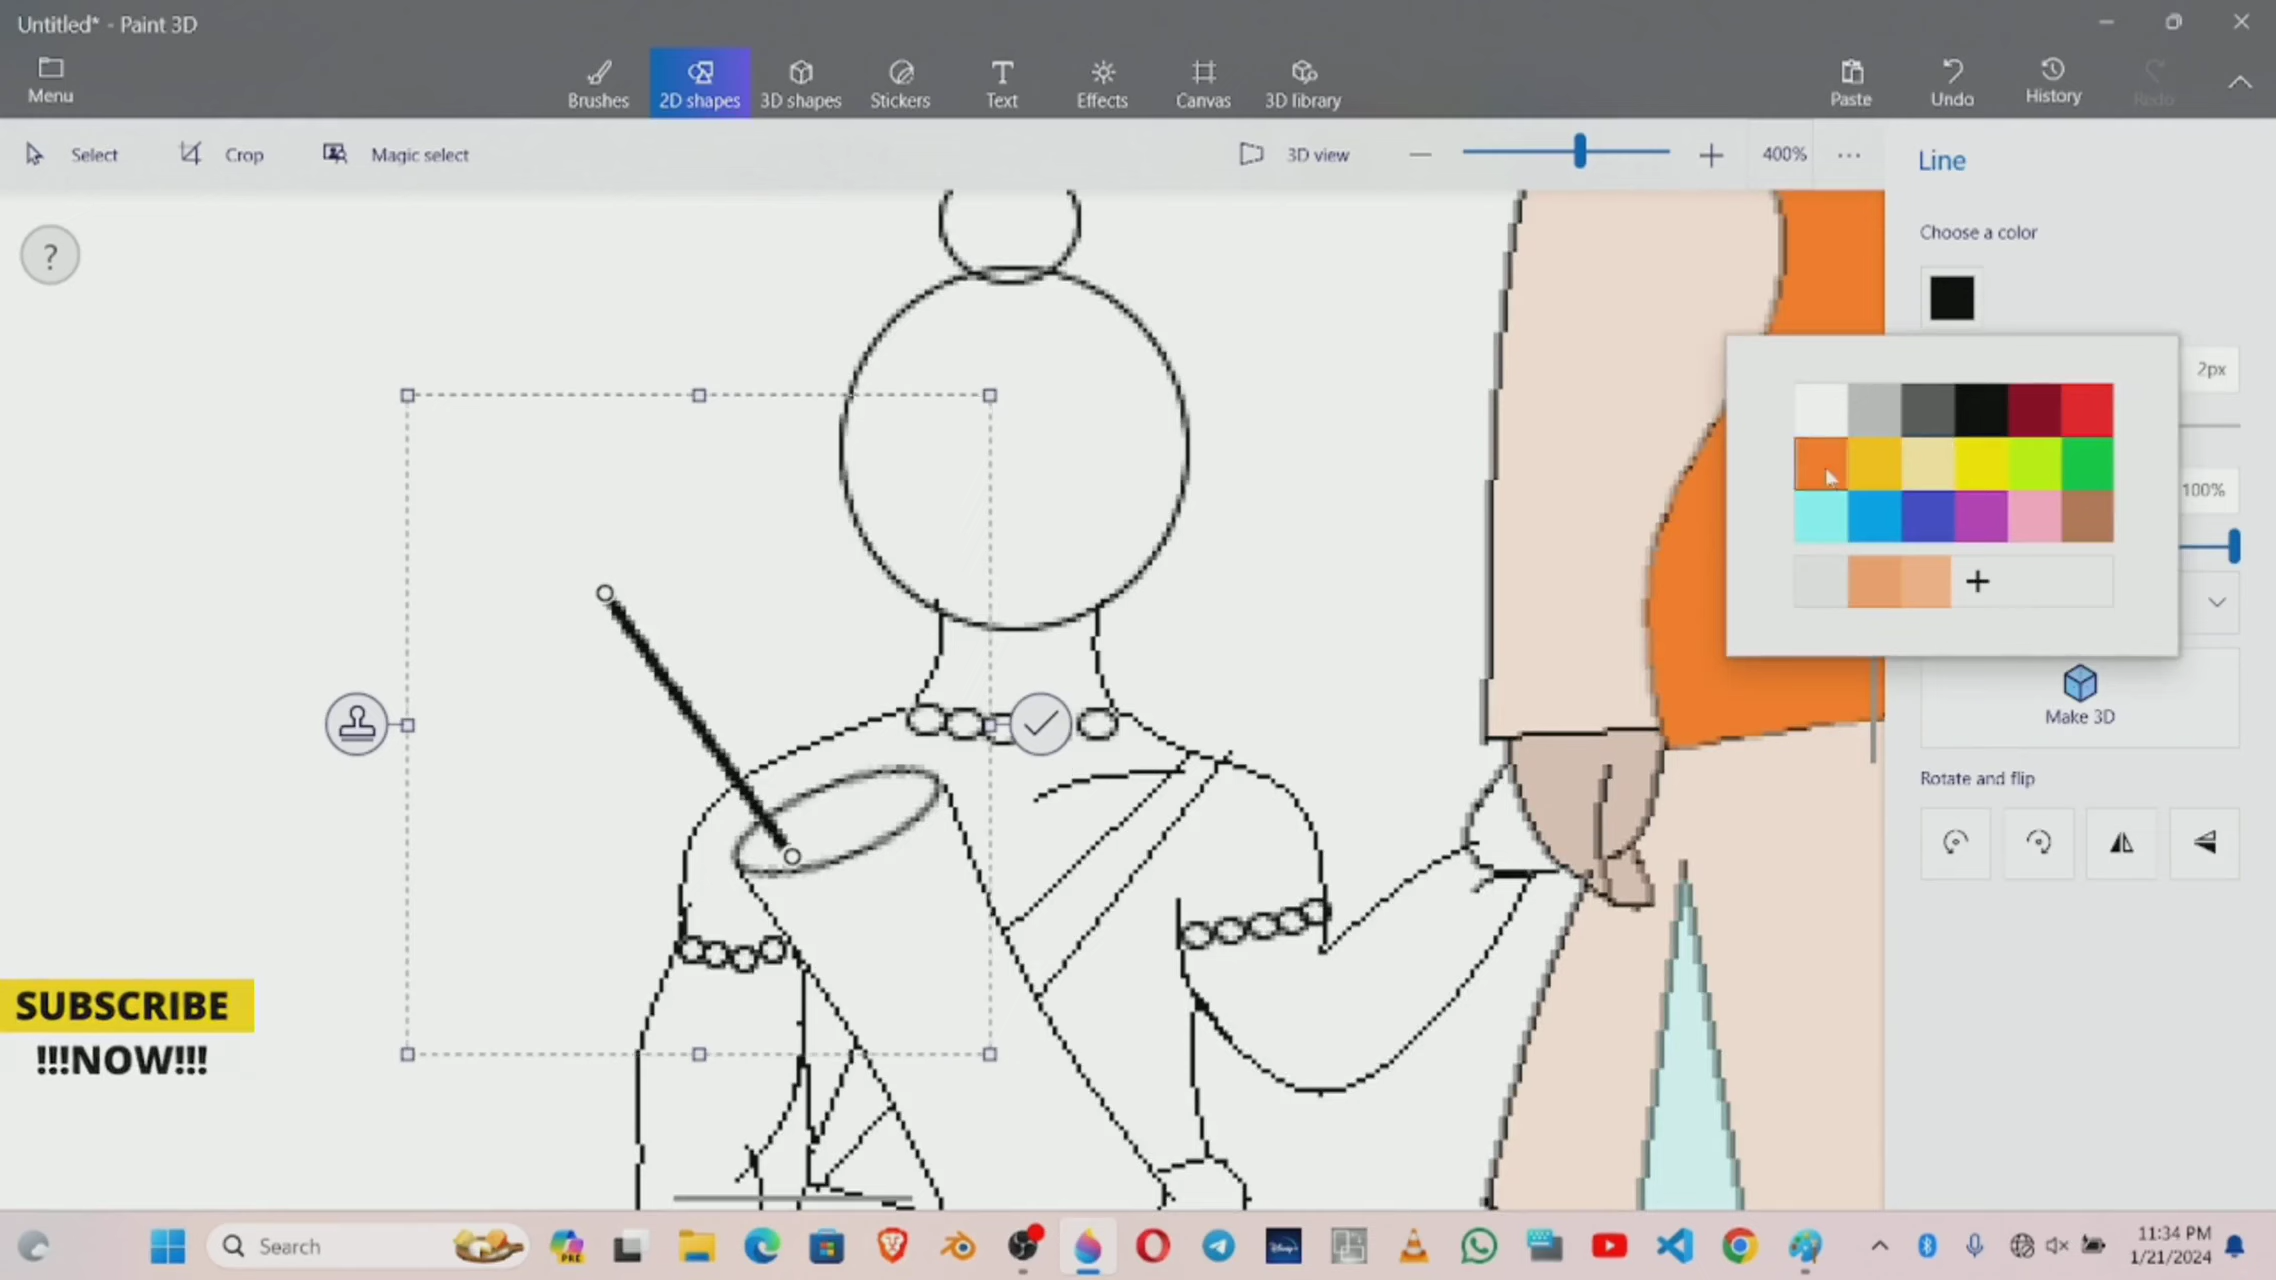 Untitled* - Paint 3D
Menu
Brushes
2D shapes
3D shapes
Stickers
Text
Effects
Canvas
3D library
Paste
Undo
History
Redo
Select
Crop
Magic select
3D view
400%
Line
Choose a color
2px
100%
Make 3D
Rotate and flip
SUBSCRIBE
!!!NOW!!!
Search
PRE
Disney+
11:34 PM
1/21/2024